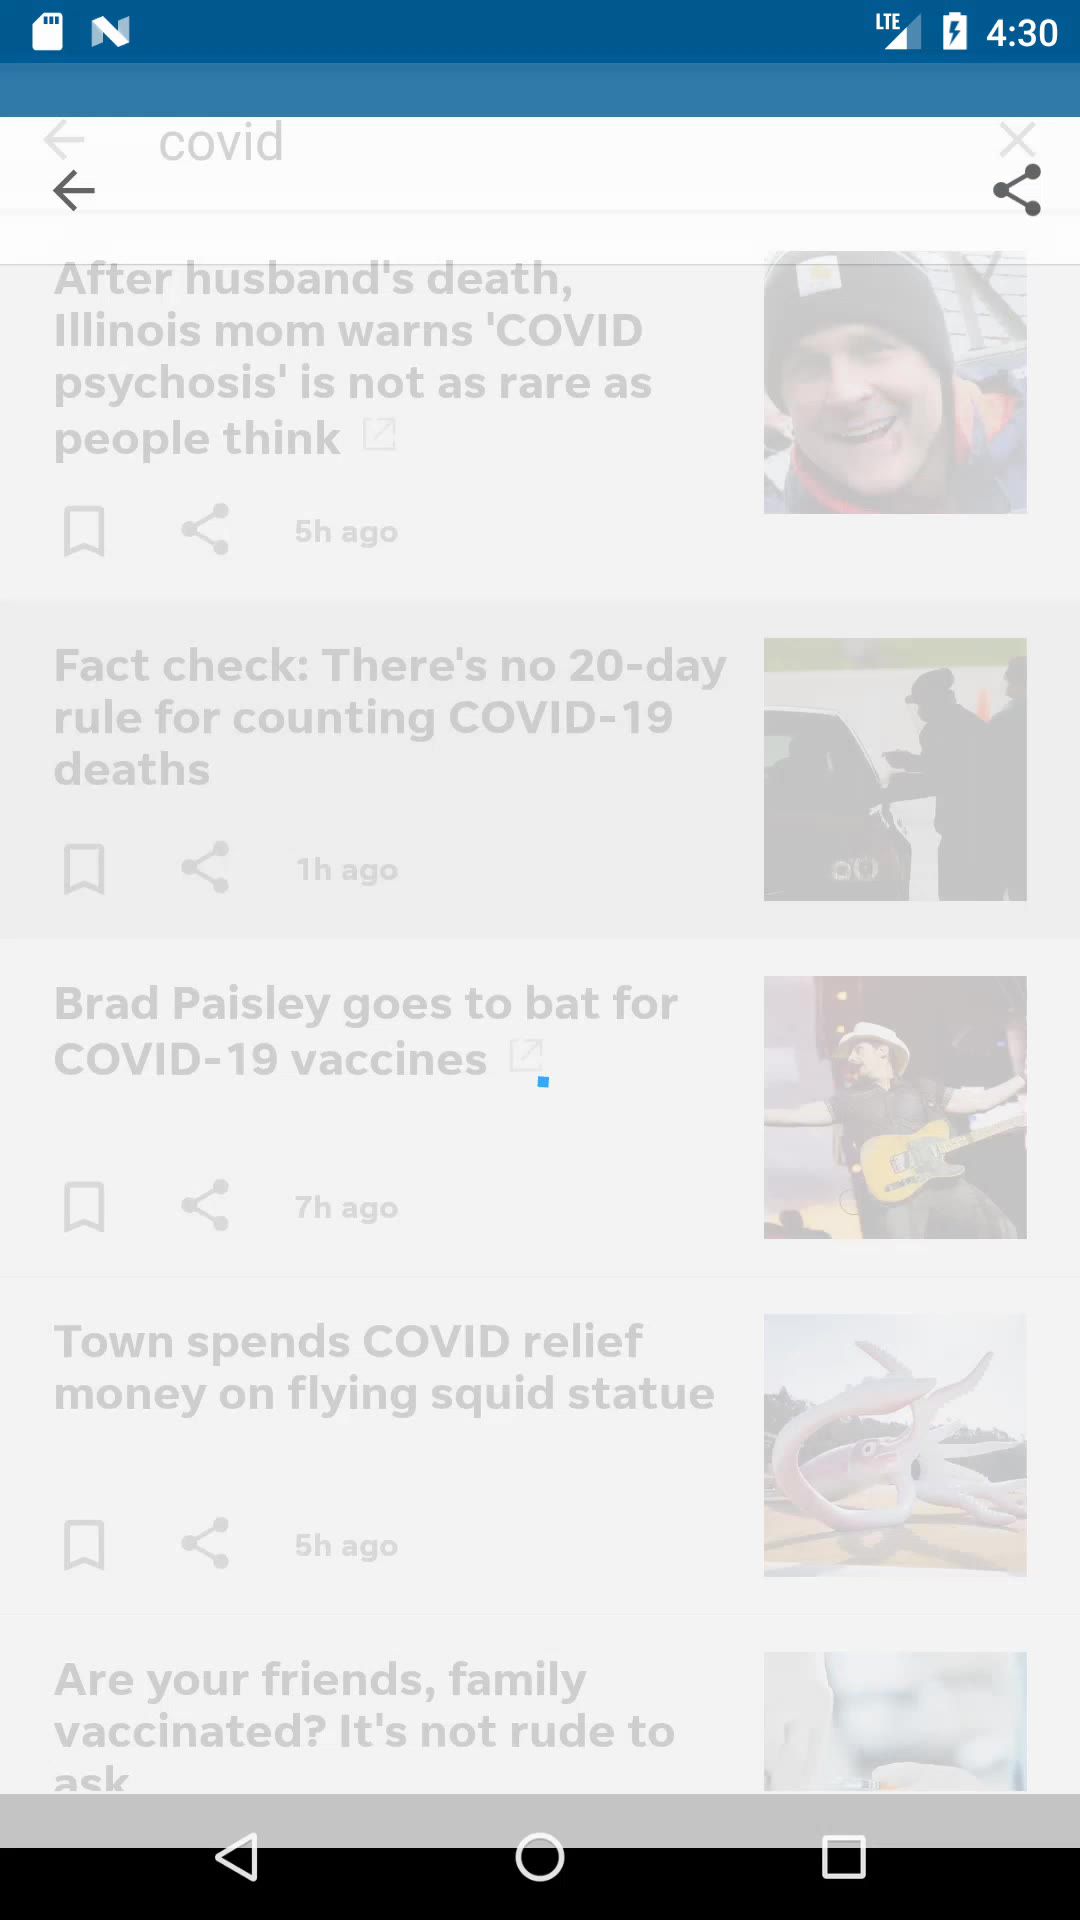 LTE 4:30
covid
After husband's death,
Illinois mom warns 'COVID
psychosis' is not as rare as
people think
5h ago
Fact check: There's no 20-day
rule for counting COVID-19
deaths
1h ago
Brad Paisley goes to bat for
COVID-19 vaccines
7h ago
Town spends COVID relief
money on flying squid statue
5h ago
Are your friends, family
vaccinated? It's not rude to
ask